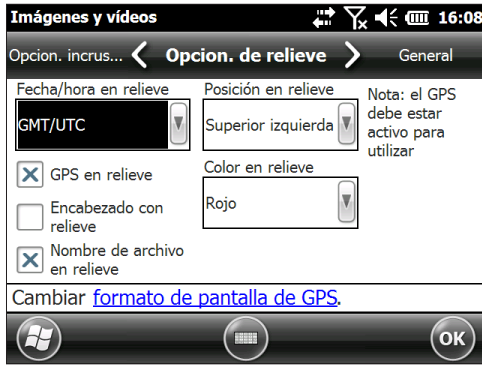 Imágenes y vídeos 16:08
Opcion. incrus... Opcion. de relieve General
Fecha/hora en relieve
GMT/UTC
Posición en relieve
Superior izquierda
Nota: el GPS
debe estar
activo para
utilizar
GPS en relieve
Encabezado con
relieve
Nombre de archivo
en relieve
Color en relieve
Rojo
Cambiar formato de pantalla de GPS.
OK